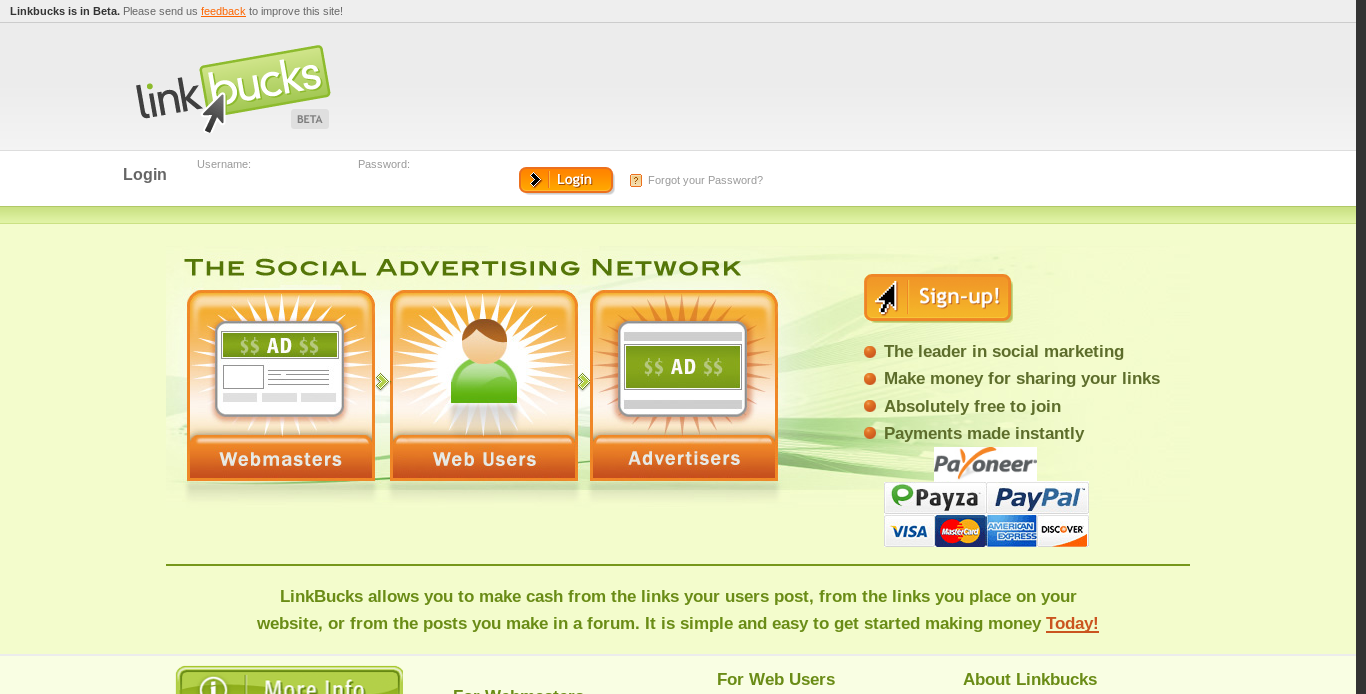 Linkbucks is in Beta. Please send us feedback to improve this site!
linkbucks
BETA
Login
Username:
Password:
Login
? Forgot your Password?
THE SOCIAL ADVERTISING NETWORK
$$ AD $$
$$ AD $$
Webmasters
Web Users
Advertisers
Sign-up!
The leader in social marketing
Make money for sharing your links
Absolutely free to join
Payments made instantly
Payoneer
Payza
PayPal
VISA
MasterCard
AMERICAN EXPRESS
DISCOVER
LinkBucks allows you to make cash from the links your users post, from the links you place on your
website, or from the posts you make in a forum. It is simple and easy to get started making money Today!
More Info
For Webmasters
For Web Users
About Linkbucks